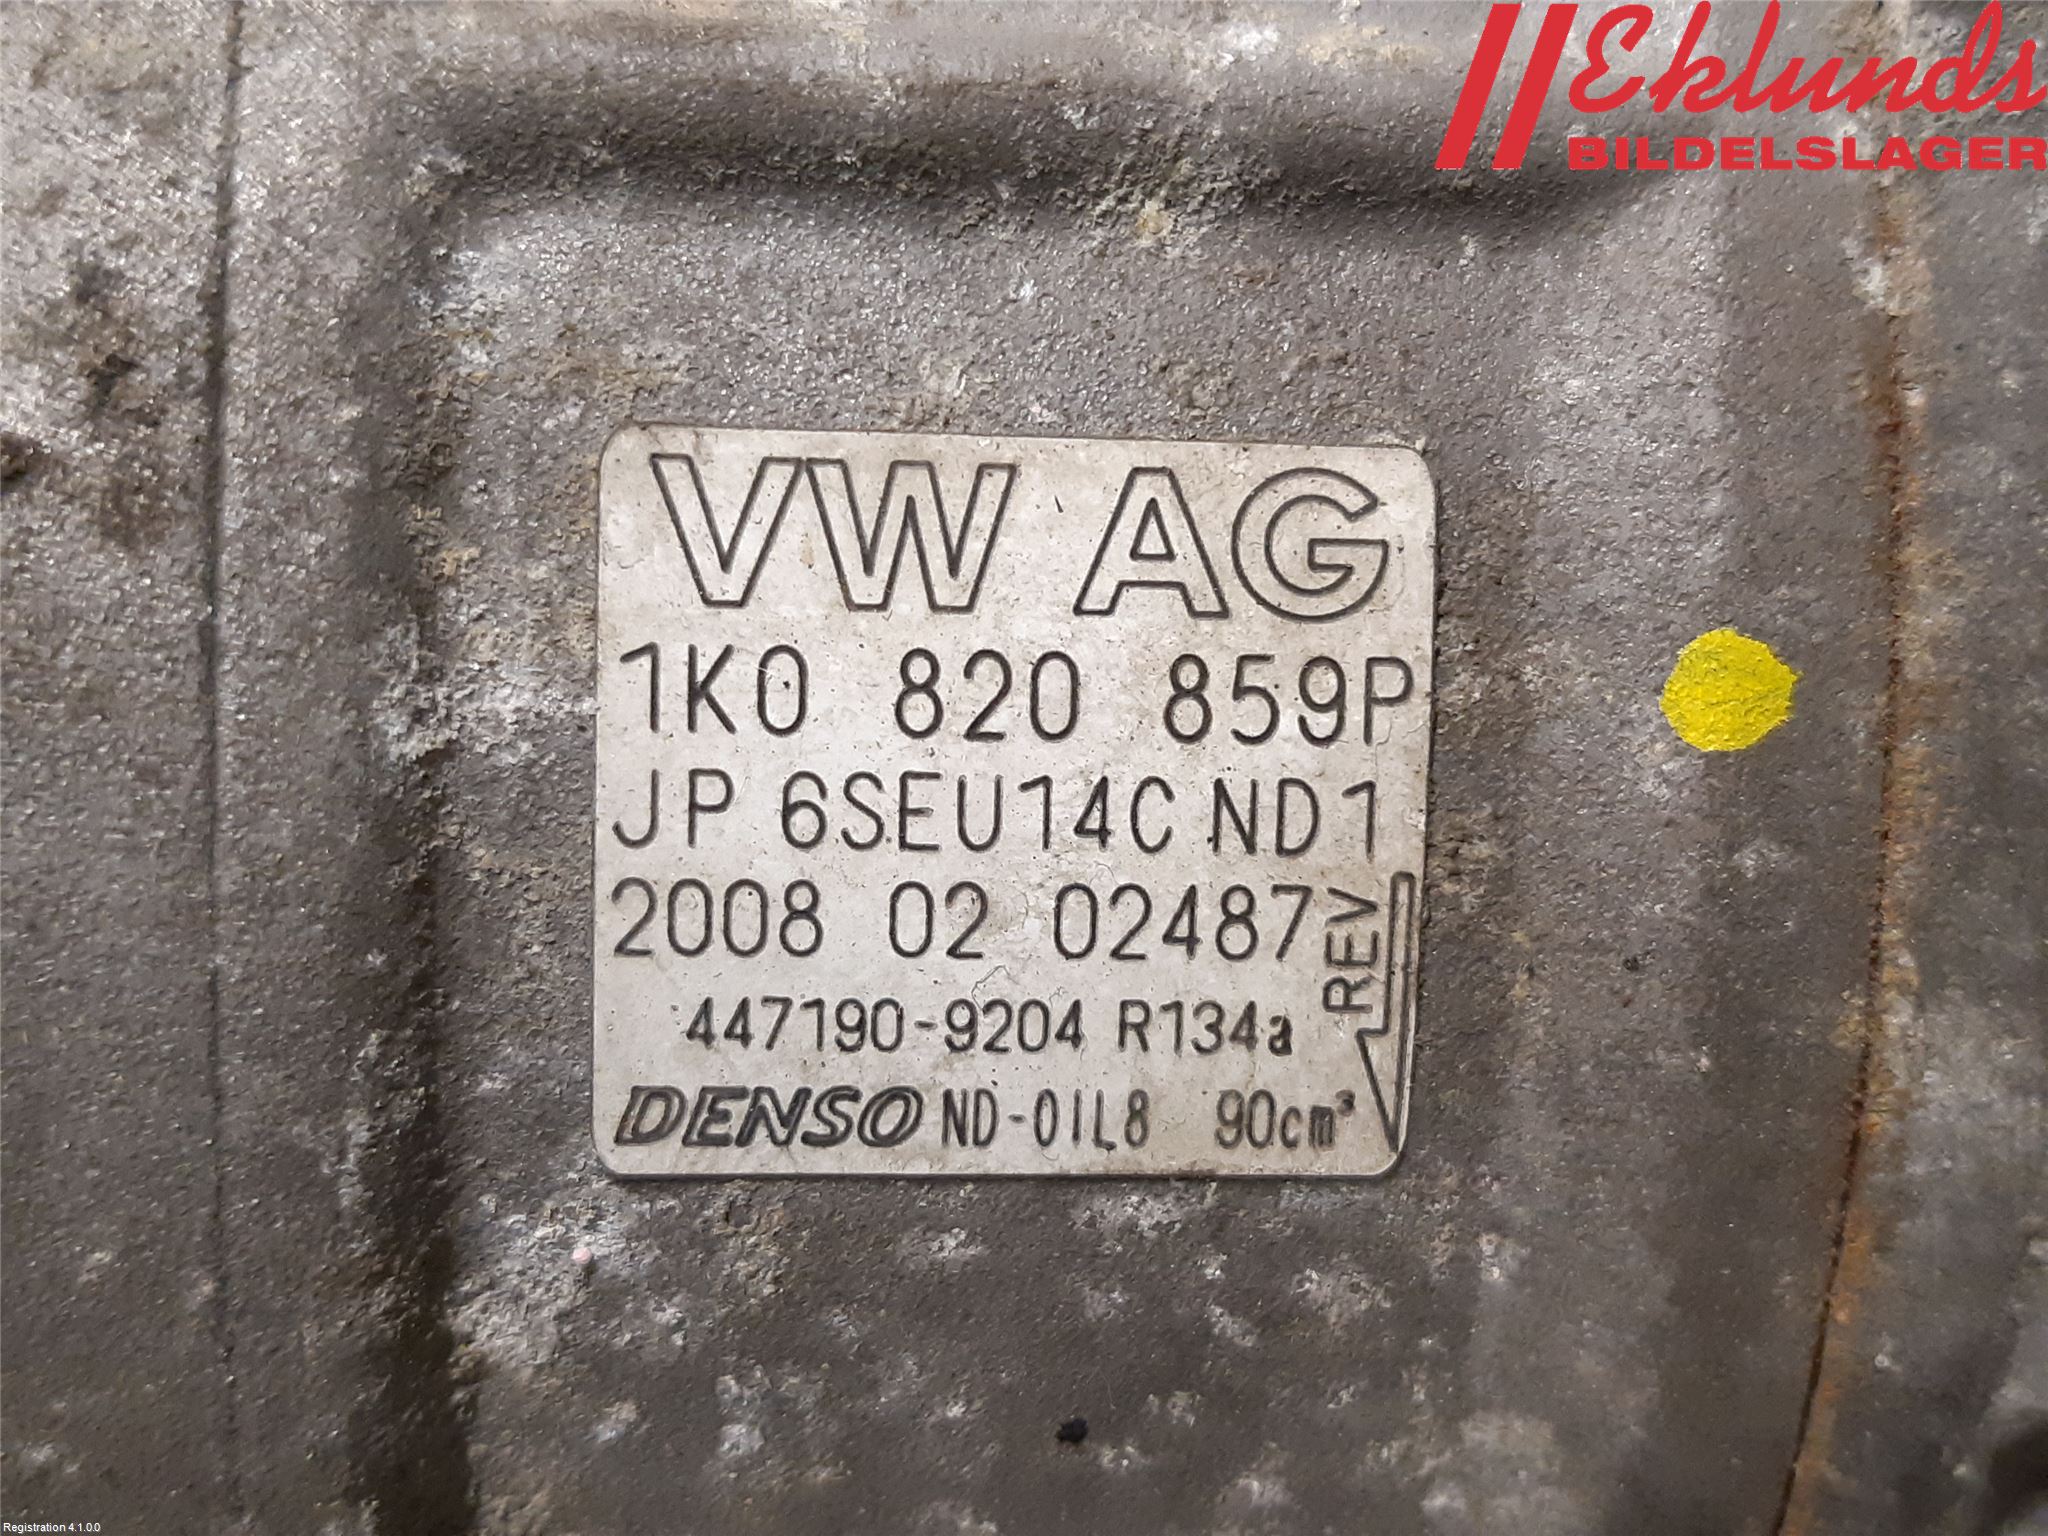 Eklunds
BILDELSLAGER
VW AG
1K0 820 859P
JP 6SEU14C ND1
2008 02 02487
REV
447190-9204 R134a
DENSO ND-OIL8 90cm³
Registration 4.1.0.0